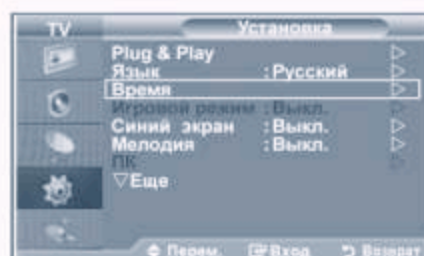 TV Установка
Plug & Play
Язык : Русский
Время
Игровой режим : Выкл.
Синий экран : Выкл.
Мелодия : Выкл.
ПК
▽Еще
Перем. Вход Возврат